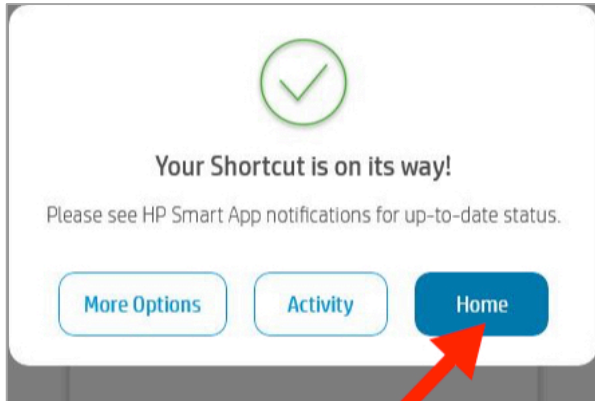 Your Shortcut is on its way!
Please see HP Smart App notifications for up-to-date status.
More Options
Activity
Home